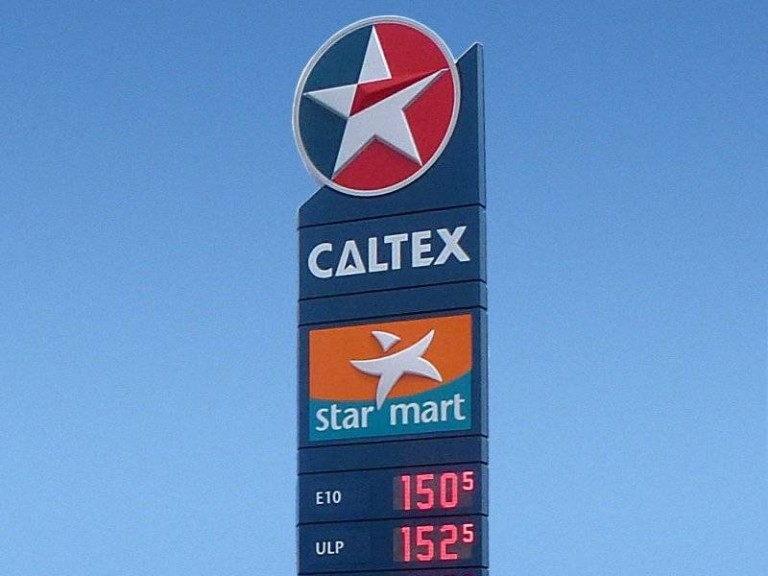 CALTEX
star mart
E10 1505
ULP 1525